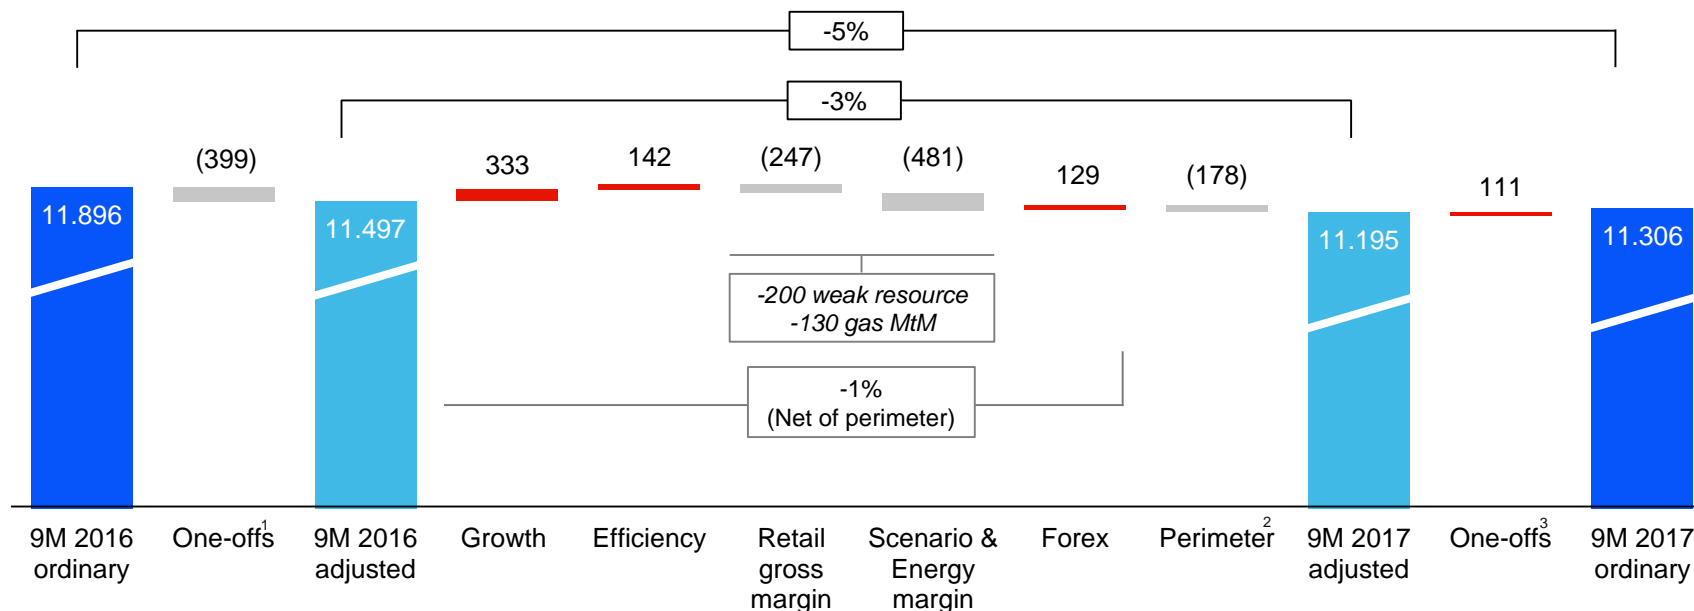 -5%
-3%
(399)
333
142
(247)
(481)
129
(178)
111
11.896
11.497
11.195
11.306
-200 weak resource
-130 gas MtM
-1%
(Net of perimeter)
9M 2016
ordinary
One-offs1
9M 2016
adjusted
Growth
Efficiency
Retail
gross
margin
Scenario &
Energy
margin
Forex
Perimeter2
9M 2017
adjusted
One-offs3
9M 2017
ordinary